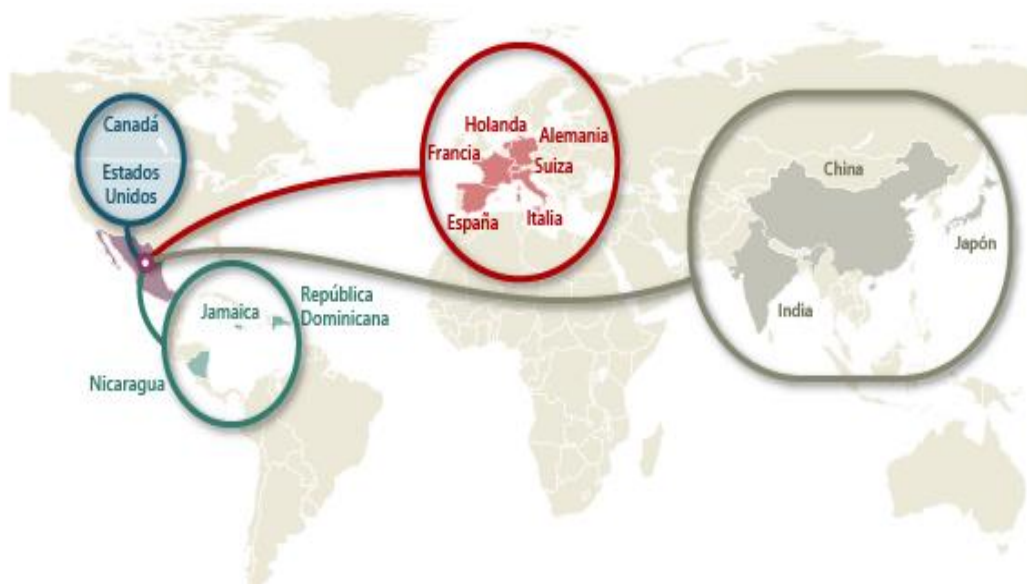 Canadá
Estados
Unidos
Holanda
Alemania
Francia
Suiza
España
Italia
China
Japón
India
Jamaica
República
Dominicana
Nicaragua